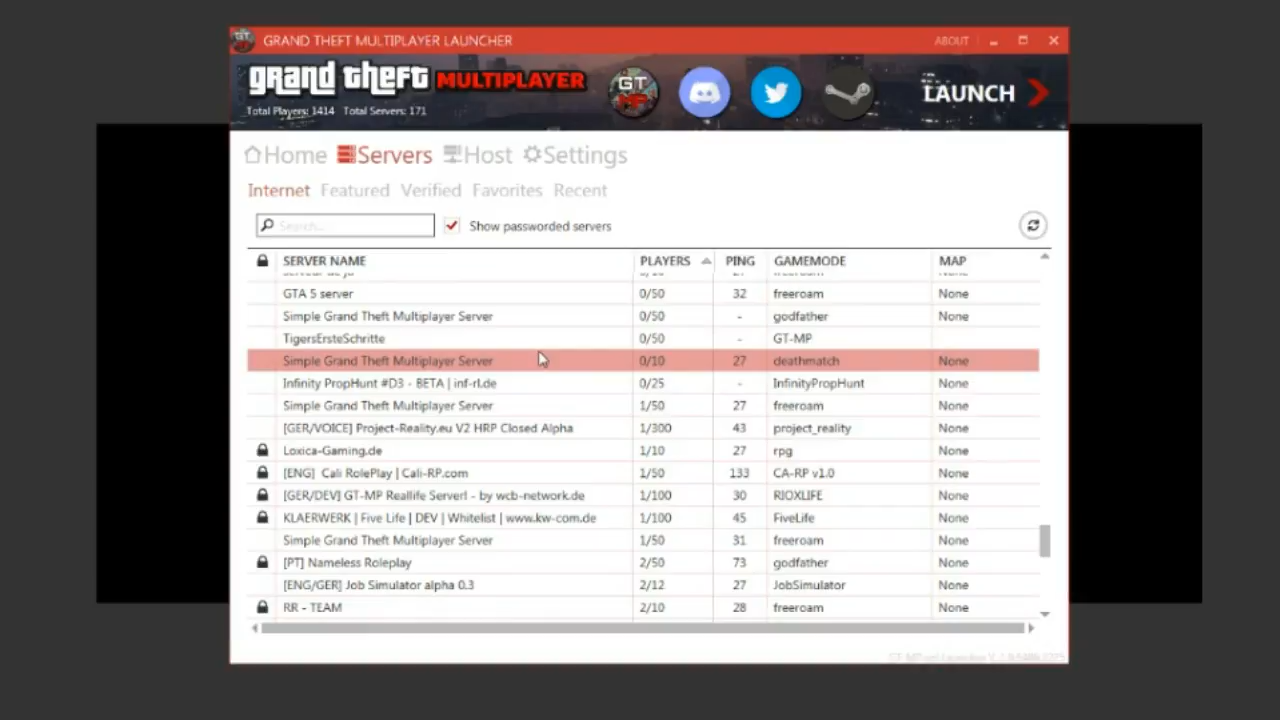 GRAND THEFT MULTIPLAYER LAUNCHER ABOUT
grand theft MULTIPLAYER GT MP LAUNCH
Total Players: 1414 Total Servers: 171
Home Servers Host Settings
Internet Featured Verified Favorites Recent
Search... Show passworded servers
SERVER NAME PLAYERS PING GAMEMODE MAP
GTA 5 server 0/50 32 freeroam None
Simple Grand Theft Multiplayer Server 0/50 - godfather None
TigersErsteSchritte 0/50 - GT-MP
Simple Grand Theft Multiplayer Server 0/10 27 deathmatch None
Infinity PropHunt #D3 - BETA | inf-rl.de 0/25 - InfinityPropHunt None
Simple Grand Theft Multiplayer Server 1/50 27 freeroam None
[GER/VOICE] Project-Reality.eu V2 HRP Closed Alpha 1/300 43 project_reality None
Loxica-Gaming.de 1/10 27 rpg None
[ENG] Cali RolePlay | Cali-RP.com 1/50 133 CA-RP v1.0 None
[GER/DEV] GT-MP Reallife Serverl - by wcb-network.de 1/100 30 RIOXLIFE None
KLAERWERK | Five Life | DEV | Whitelist | www.kw-com.de 1/100 45 FiveLife None
Simple Grand Theft Multiplayer Server 1/50 31 freeroam None
[PT] Nameless Roleplay 2/50 73 godfather None
[ENG/GER] Job Simulator alpha 0.3 2/12 27 JobSimulator None
RR - TEAM 2/10 28 freeroam None